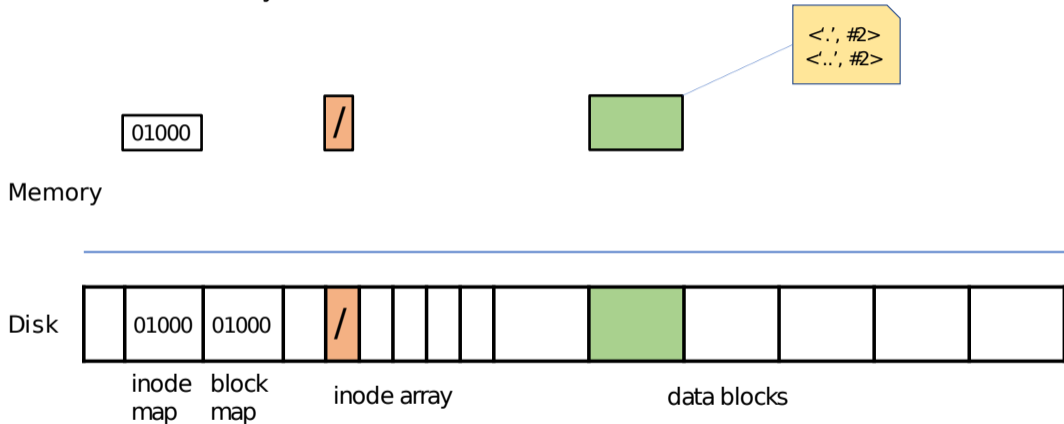 <‘.’, #2>
<‘..’, #2>
01000
/
Memory
Disk
01000
01000
/
inode map
block map
inode array
data blocks